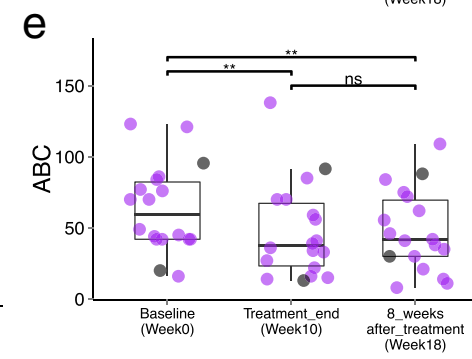 (Week18)
e
**
**
ns
150
100
50
0
ABC
Baseline
(Week0)
Treatment_end
(Week10)
8_weeks
after_treatment
(Week18)